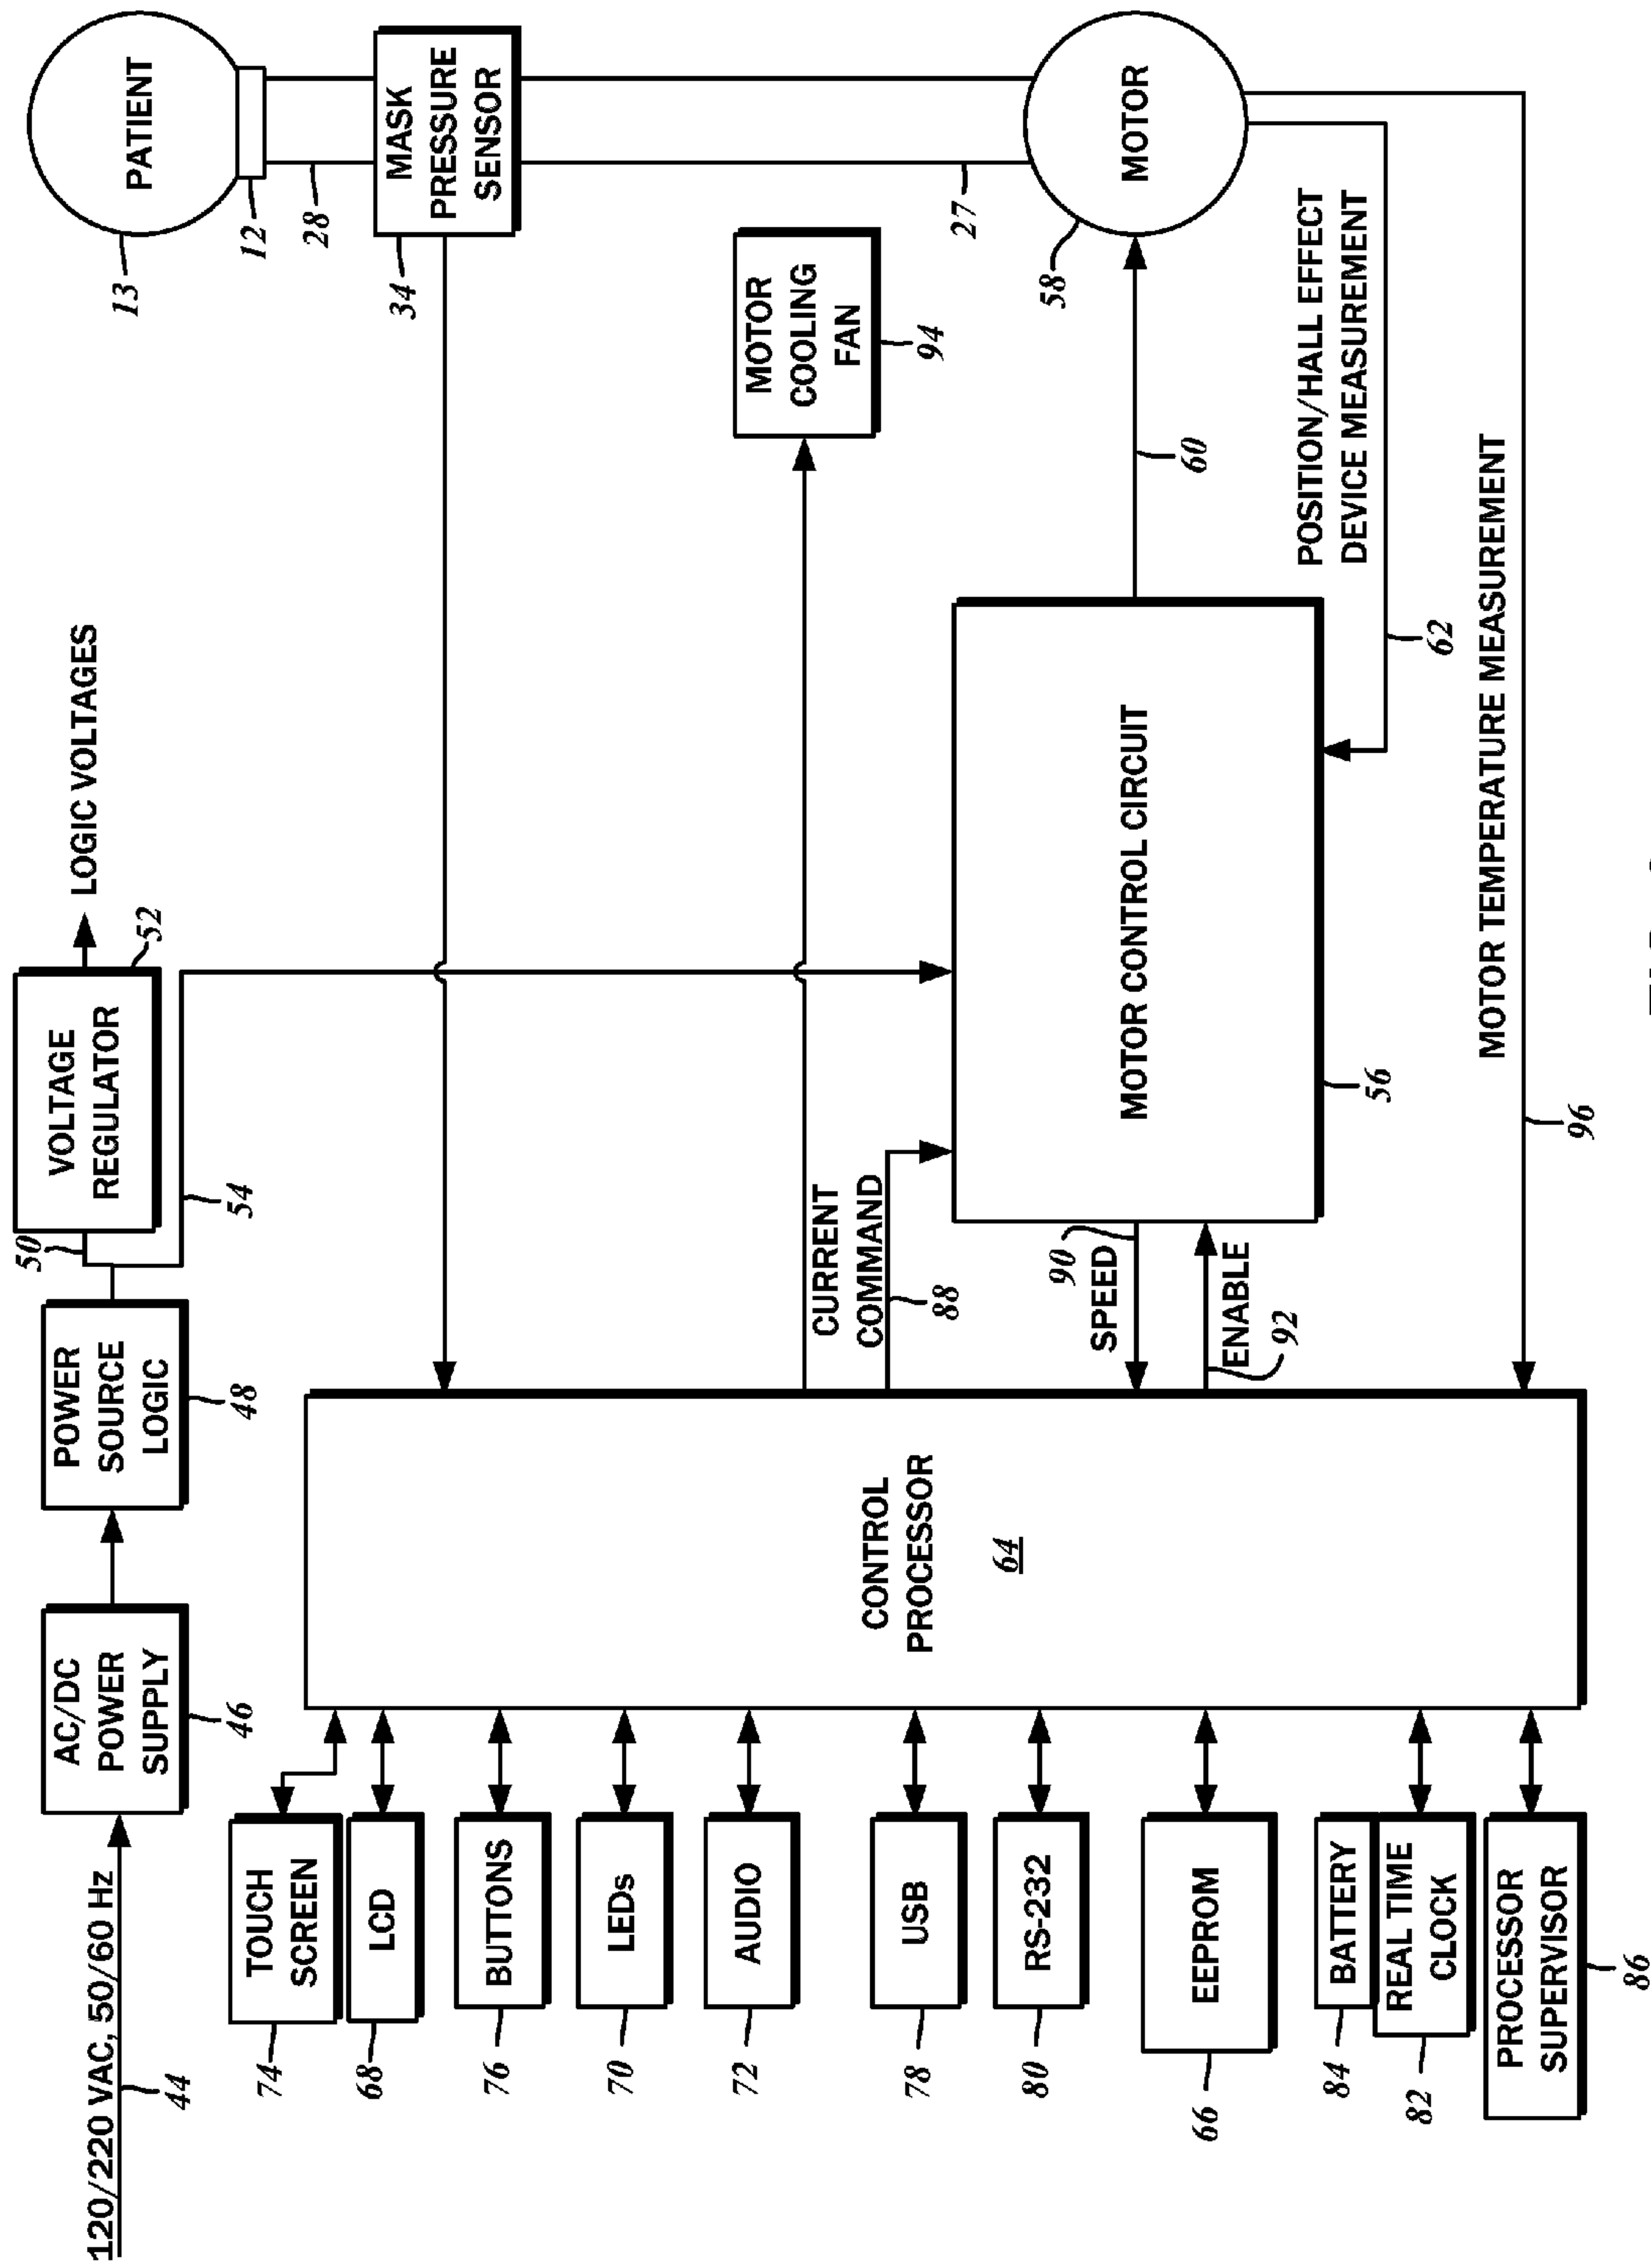 120/220 VAC, 50/60 Hz
44
AC/DC
POWER
SUPPLY
46
POWER
SOURCE
LOGIC
48
50
VOLTAGE
REGULATOR
52
LOGIC VOLTAGES
54
PATIENT
13
12
28
MASK
PRESSURE
SENSOR
34
27
MOTOR
COOLING
FAN
94
MOTOR
58
60
POSITION/HALL EFFECT
DEVICE MEASUREMENT
62
MOTOR TEMPERATURE MEASUREMENT
96
MOTOR CONTROL CIRCUIT
56
CURRENT
COMMAND
88
90
SPEED
ENABLE
92
CONTROL
PROCESSOR
64
TOUCH
SCREEN
74
LCD
68
BUTTONS
76
LEDs
70
AUDIO
72
USB
78
RS-232
80
EEPROM
66
BATTERY
84
REAL TIME
CLOCK
82
PROCESSOR
SUPERVISOR
86